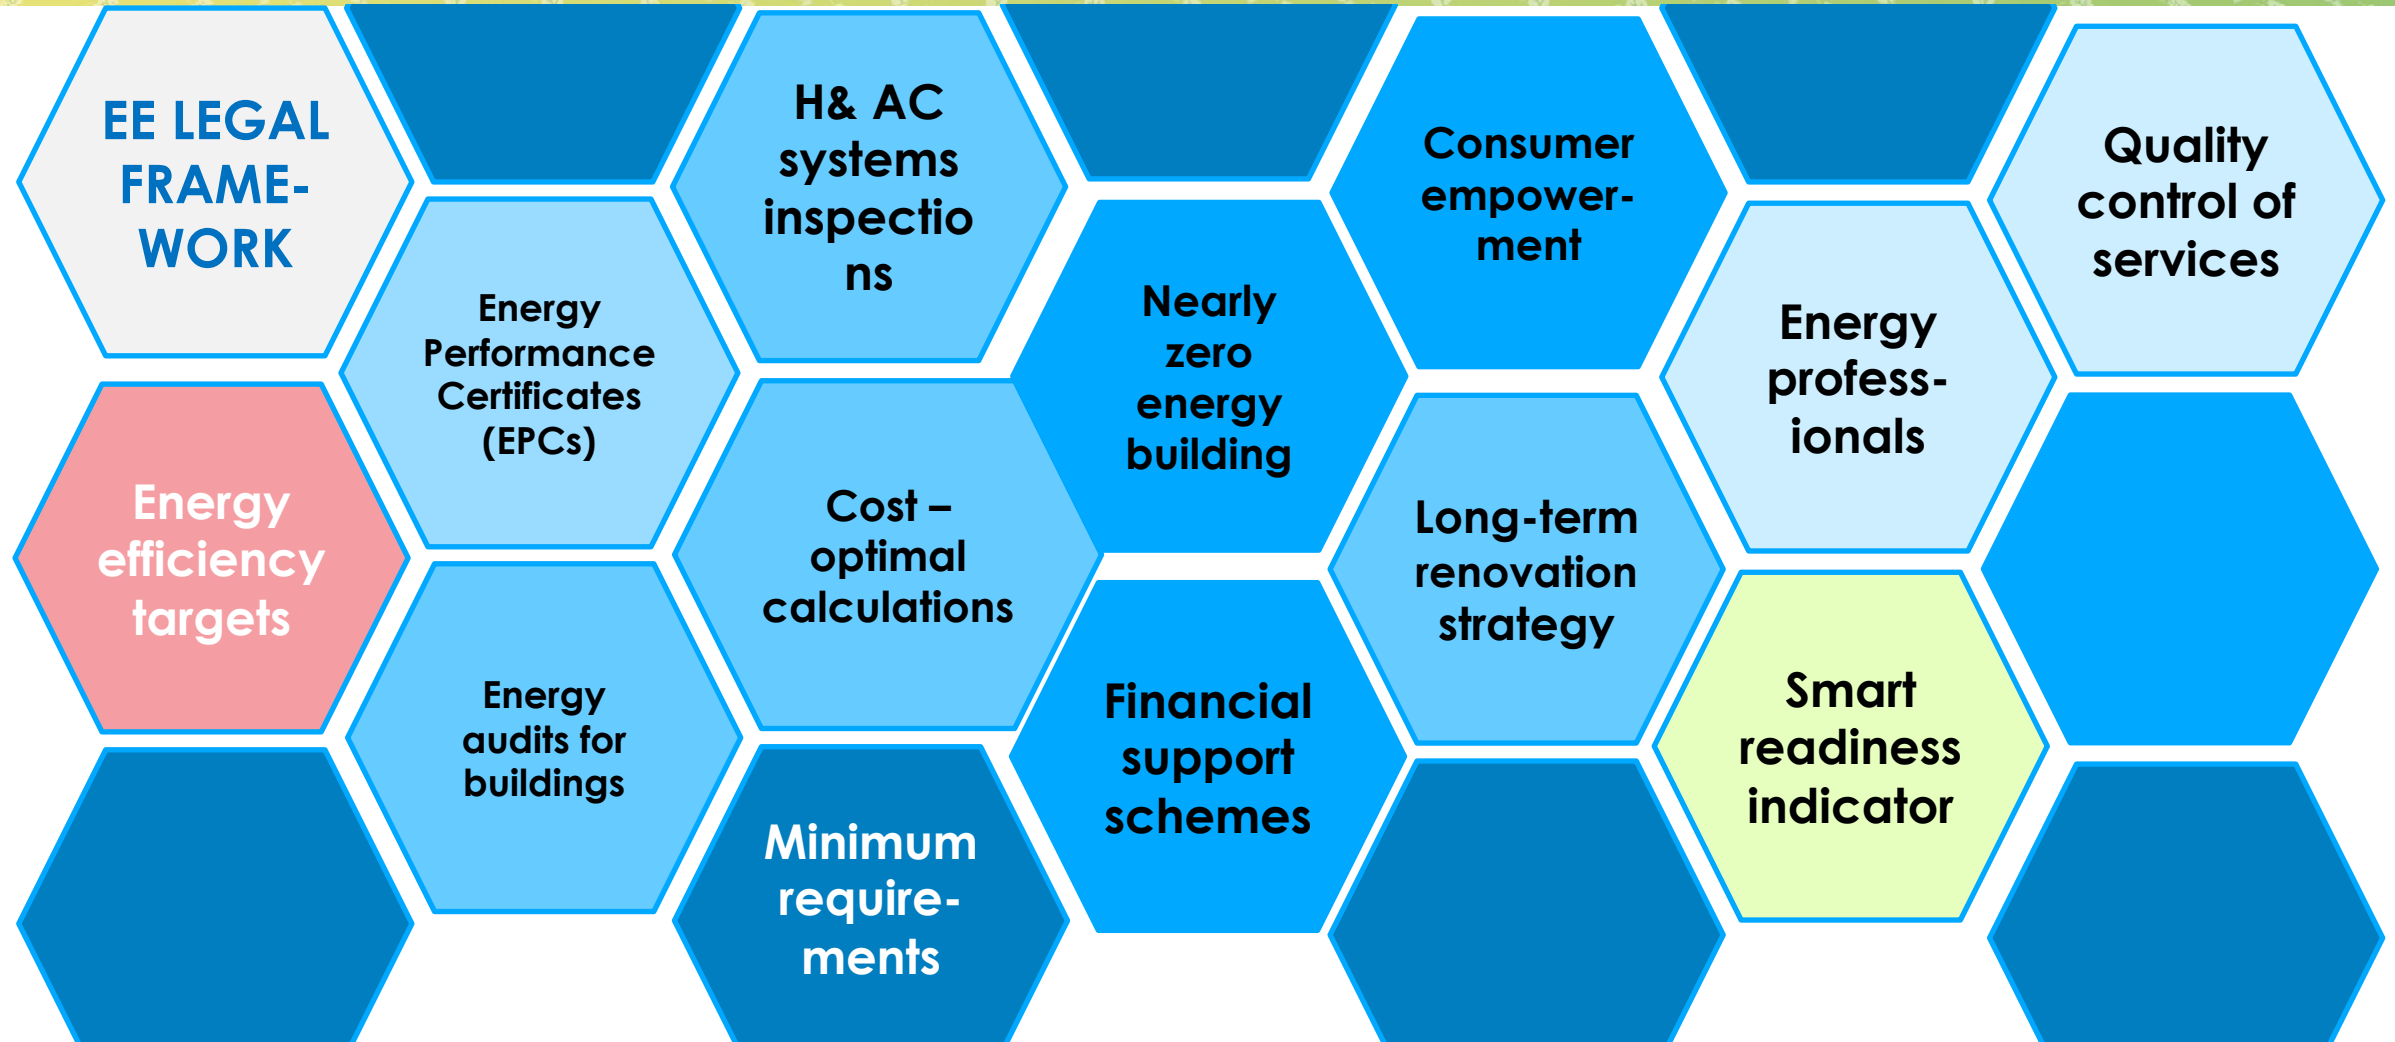 EE LEGAL
FRAME-
WORK
Energy
efficiency
targets
Energy
Performance
Certificates
(EPCs)
Energy
audits for
buildings
H& AC
systems
inspectio
ns
Cost –
optimal
calculations
Minimum
require-
ments
Nearly
zero
energy
building
Financial
support
schemes
Consumer
empower-
ment
Long-term
renovation
strategy
Energy
profess-
ionals
Smart
readiness
indicator
Quality
control of
services